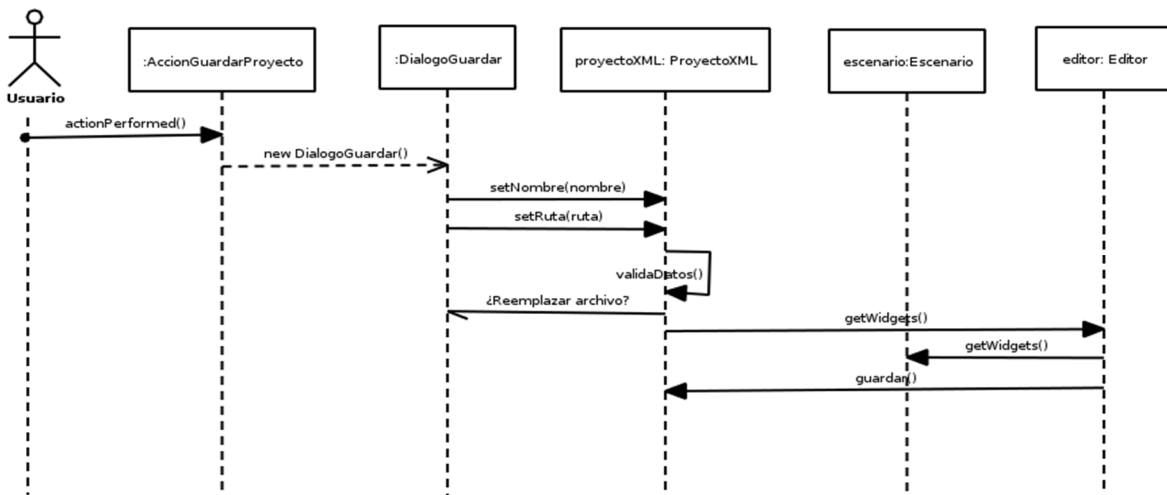 :AccionGuardarProyecto
:DialogoGuardar
proyectoXML: ProyectoXML
escenario:Escenario
editor: Editor
Usuario
actionPerformed()
new DialogoGuardar()
setNombre(nombre)
setRuta(ruta)
validaDatos()
¿Reemplazar archivo?
getWidgets()
getWidgets()
guardar()